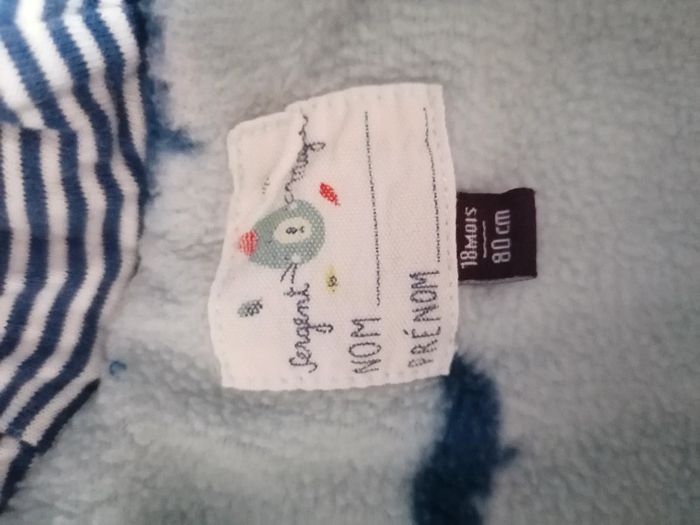 Sergent major
NOM
PRÉNOM
18 MOIS
80 cm